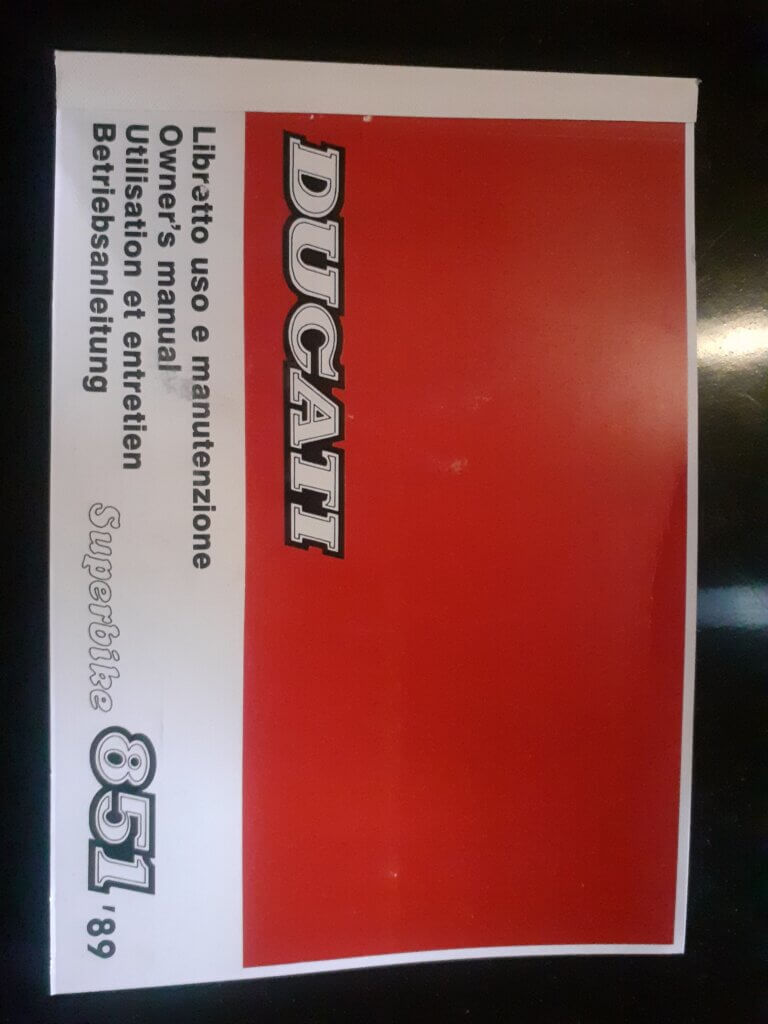 DUCATI
Libretto uso e manutenzione
Owner's manual
Utilisation et entretien
Betriebsanleitung
Superbike 851 '89